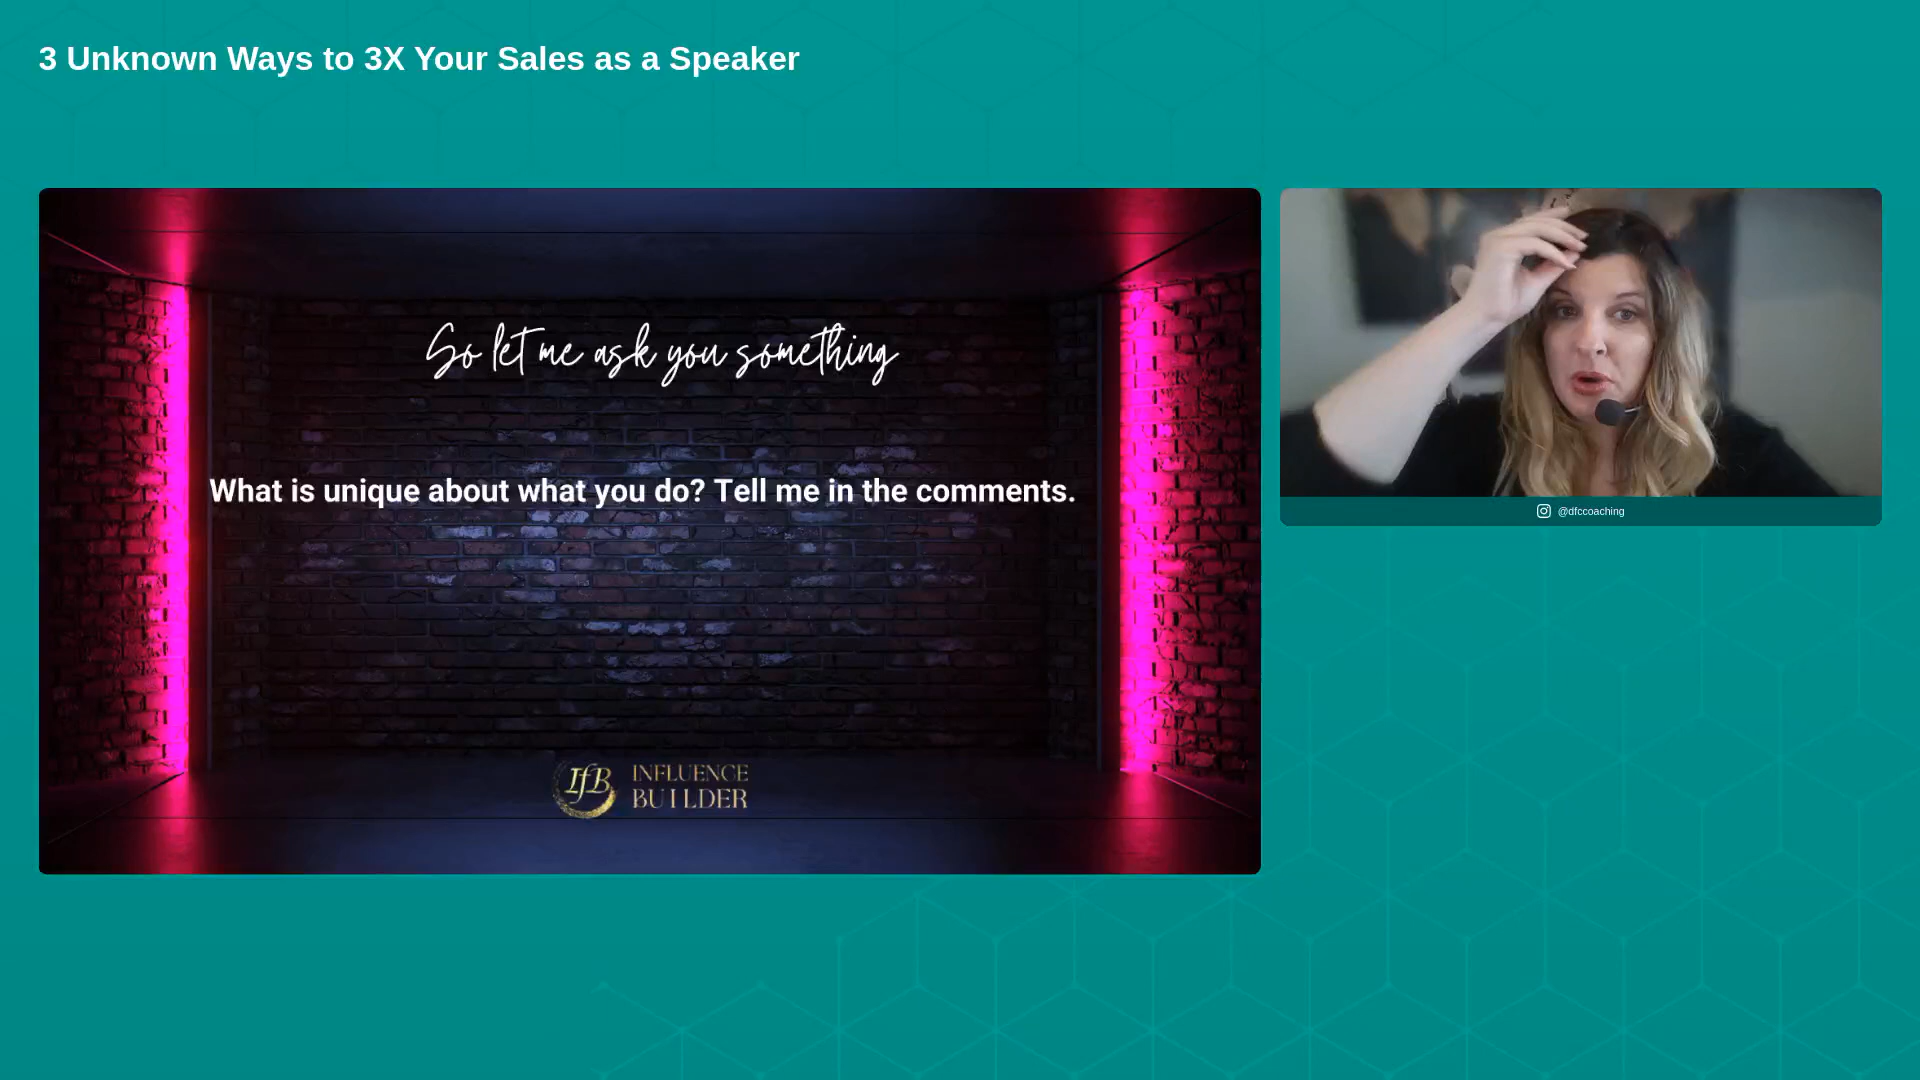 3 Unknown Ways to 3X Your Sales as a Speaker
So let me ask you something
What is unique about what you do? Tell me in the comments.
IfB INFLUENCE
BUILDER
@dfccoaching